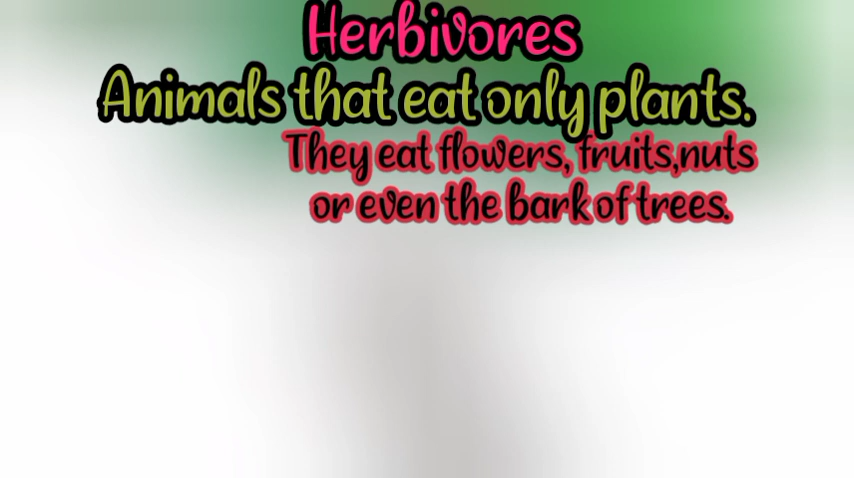 Herbivores
Animals that eat only plants.
They eat flowers, fruits,nuts
or even the bark of trees.